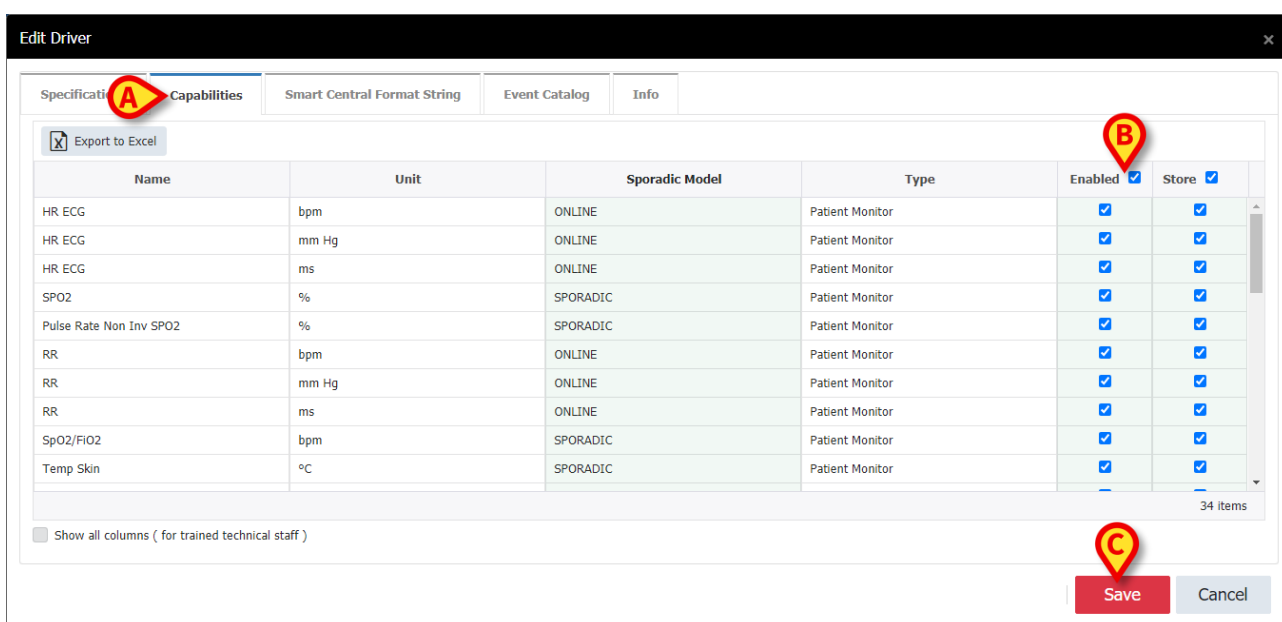 Edit Driver ×
A B C
Capabilities Smart Central Format String Event Catalog Info
Export to Excel
Name Unit Sporadic Model Type Enabled Store
HR ECG bpm ONLINE Patient Monitor
HR ECG mm Hg ONLINE Patient Monitor
HR ECG ms ONLINE Patient Monitor
SPO2 % SPORADIC Patient Monitor
Pulse Rate Non Inv SPO2 % SPORADIC Patient Monitor
RR bpm ONLINE Patient Monitor
RR mm Hg ONLINE Patient Monitor
RR ms ONLINE Patient Monitor
SpO2/FiO2 bpm SPORADIC Patient Monitor
Temp Skin °C SPORADIC Patient Monitor
34 items
Show all columns ( for trained technical staff )
Save Cancel